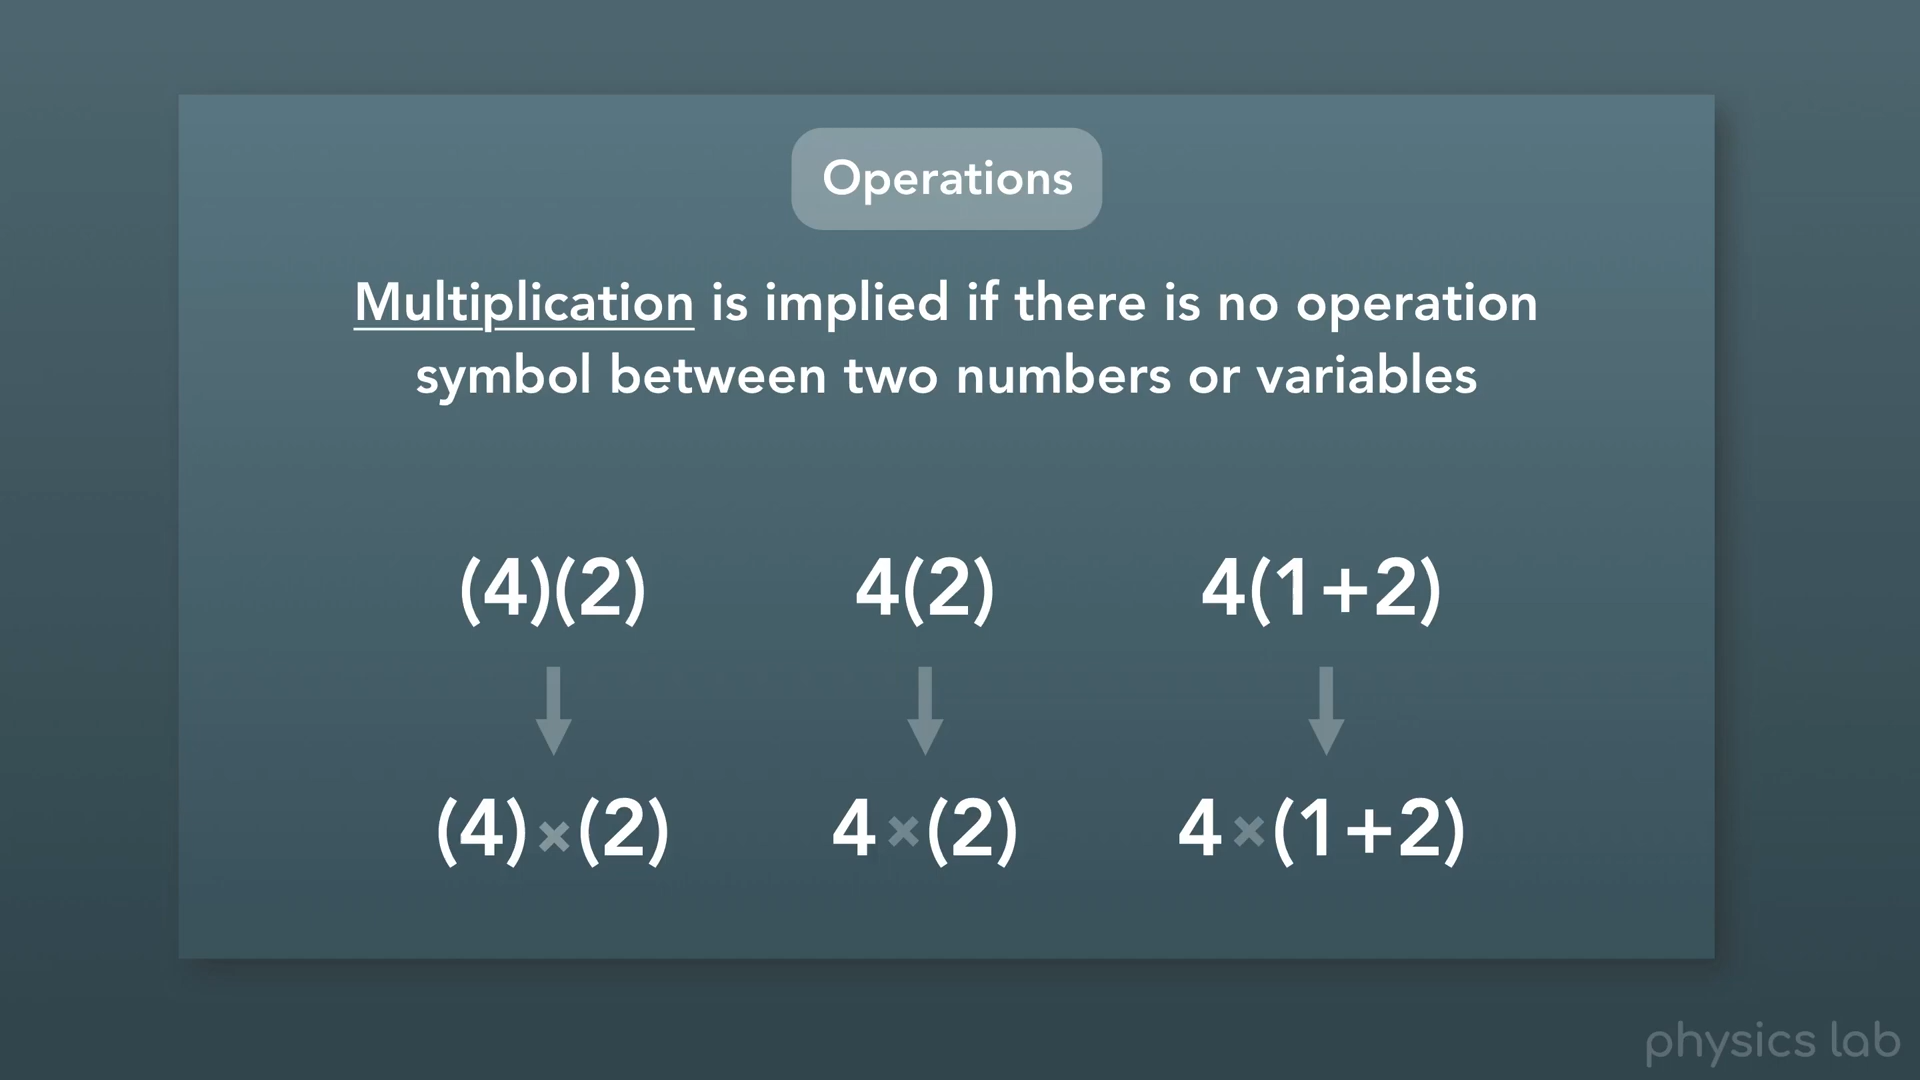 Operations
Multiplication is implied if there is no operation
symbol between two numbers or variables
(4)(2) 4(2) 4(1+2)
(4)×(2) 4×(2) 4×(1+2)
physics lab